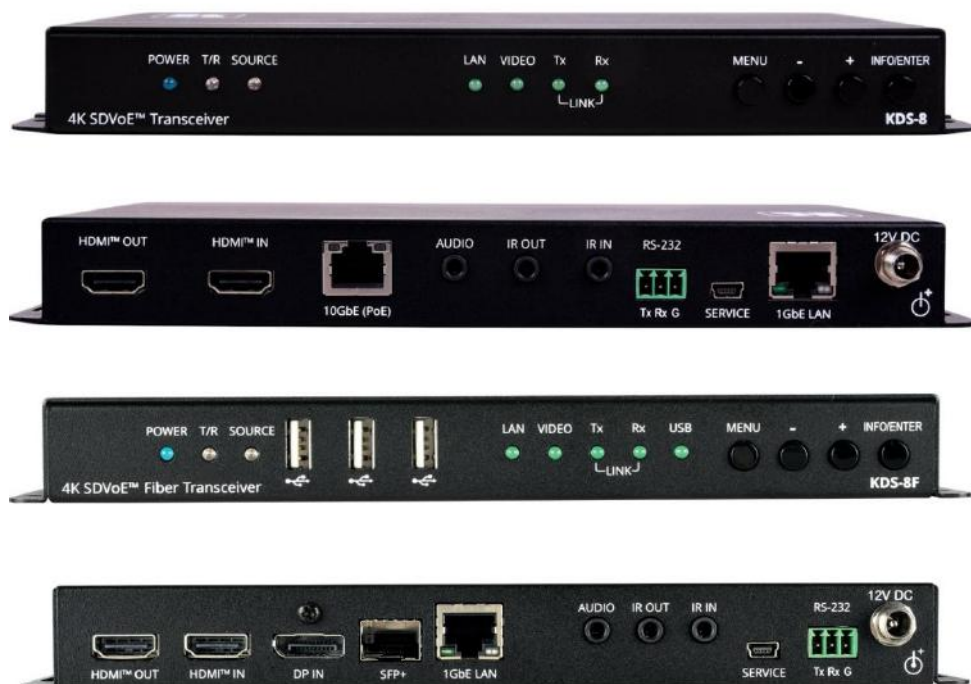 POWER T/R SOURCE LAN VIDEO Tx Rx MENU - + INFO/ENTER
LINK
4K SDVoE™ Transceiver KDS-8
HDMI™ OUT HDMI™ IN AUDIO IR OUT IR IN RS-232 12V DC
10GbE (PoE) Tx Rx G SERVICE 1GbE LAN
POWER T/R SOURCE LAN VIDEO Tx Rx USB MENU - + INFO/ENTER
LINK
4K SDVoE™ Fiber Transceiver KDS-8F
AUDIO IR OUT IR IN RS-232 12V DC
HDMI™ OUT HDMI™ IN DP IN SFP+ 1GbE LAN SERVICE Tx Rx G